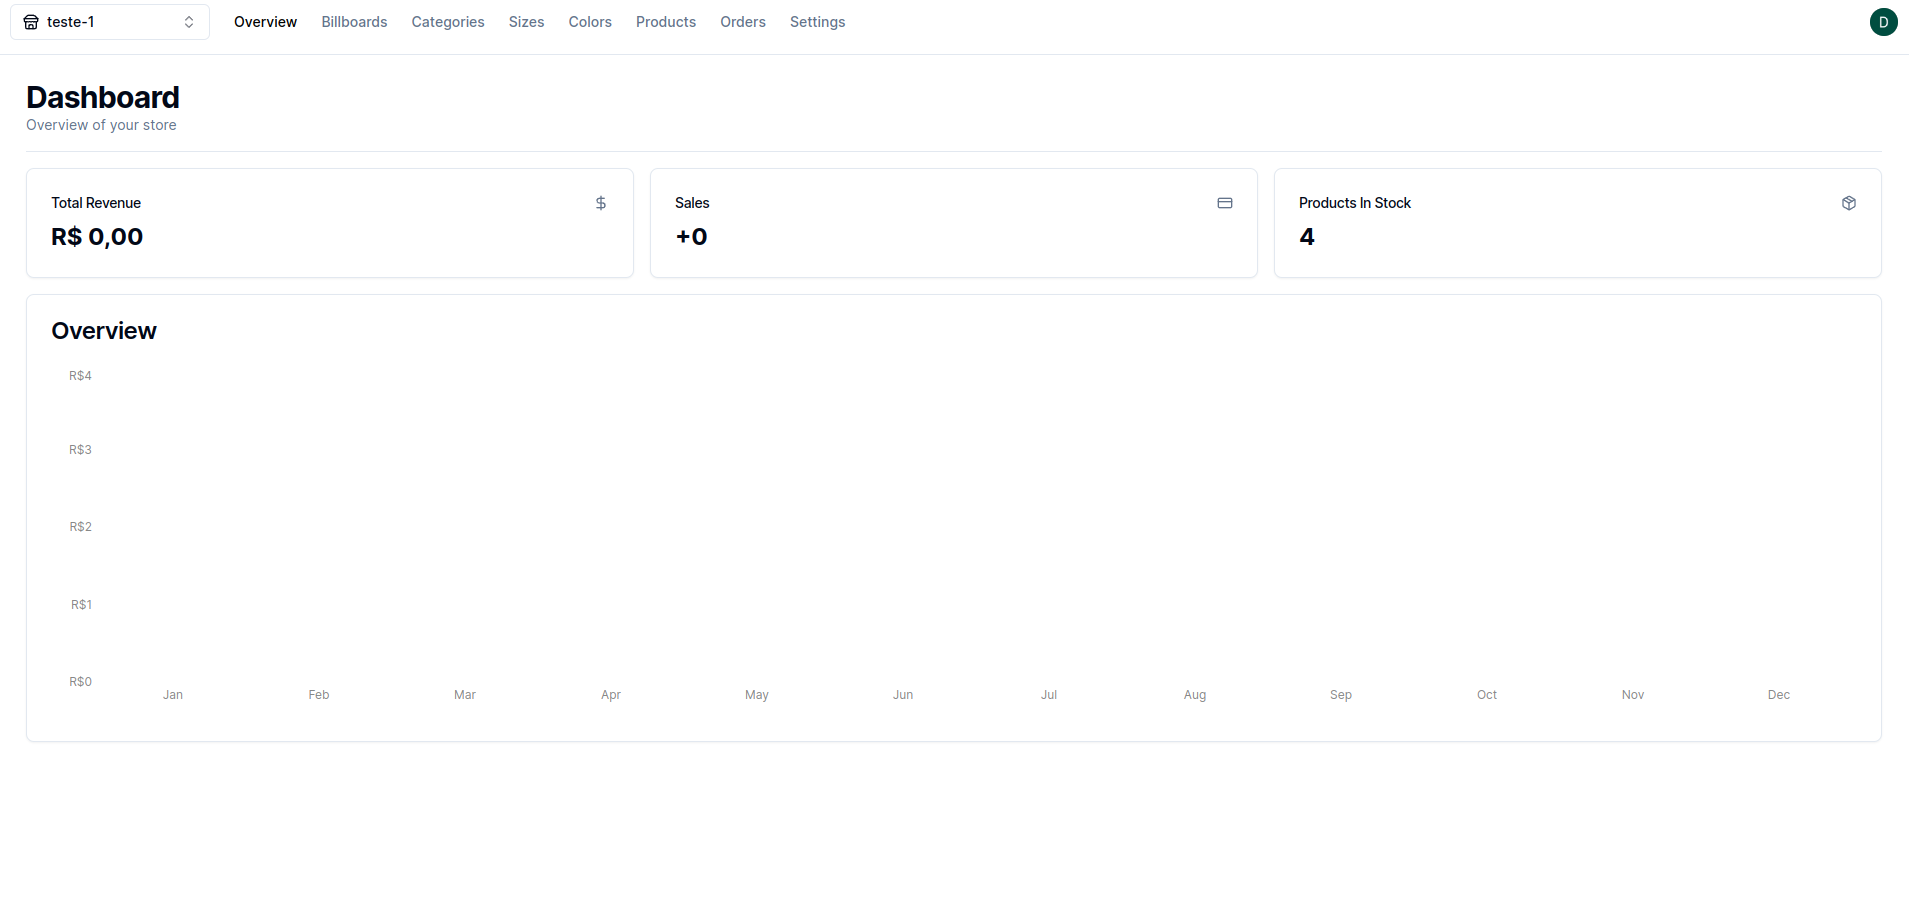 teste-1 Overview Billboards Categories Sizes Colors Products Orders Settings D
Dashboard
Overview of your store
Total Revenue
R$ 0,00
Sales
+0
Products In Stock
4
Overview
R$4
R$3
R$2
R$1
R$0
Jan Feb Mar Apr May Jun Jul Aug Sep Oct Nov Dec